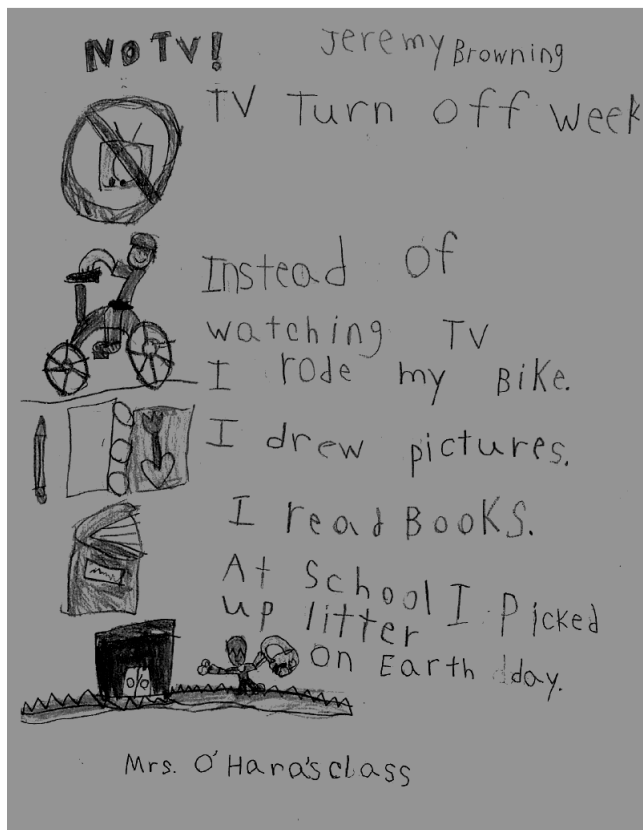 NO TV!
Jeremy Browning
TV Turn off week
Instead of
watching TV
I rode my BiKe.
I drew pictures.
I read BooKS.
At School I Picked
up litter
on Earth day.
Mrs. O'Hara's class